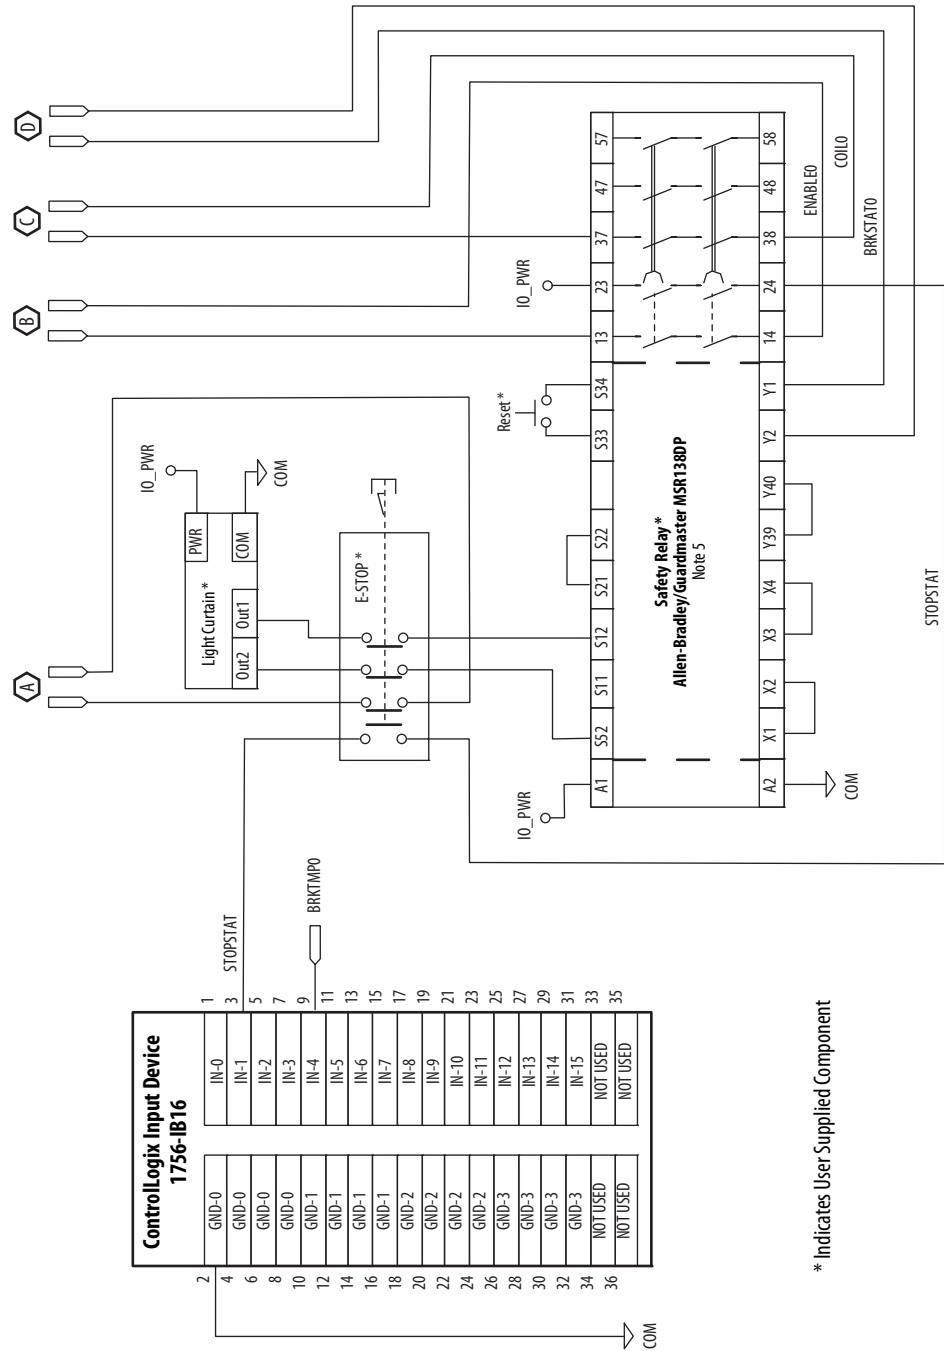 A
B
C
D
IO_PWR
PWR
COM
COM
Light Curtain *
Out2
Out1
E-STOP *
Reset *
IO_PWR
IO_PWR
A1
S52
S11
S12
S21
S22
S33
S34
13
23
37
47
57
Safety Relay *
Allen-Bradley/Guardmaster MSR138DP
Note 5
A2
X1
X2
X3
X4
Y39
Y40
Y2
Y1
14
24
38
48
58
COM
ENABLE0
COIL0
BRKSTAT0
STOPSTAT
STOPSTAT
BRKTMP0
ControlLogix Input Device
1756-IB16
2 GND-0 IN-0 1
4 GND-0 IN-1 3
6 GND-0 IN-2 5
8 GND-0 IN-3 7
10 GND-1 IN-4 9
12 GND-1 IN-5 11
14 GND-1 IN-6 13
16 GND-1 IN-7 15
18 GND-2 IN-8 17
20 GND-2 IN-9 19
22 GND-2 IN-10 21
24 GND-2 IN-11 23
26 GND-3 IN-12 25
28 GND-3 IN-13 27
30 GND-3 IN-14 29
32 GND-3 IN-15 31
34 NOT USED NOT USED 33
36 NOT USED NOT USED 35
COM
* Indicates User Supplied Component